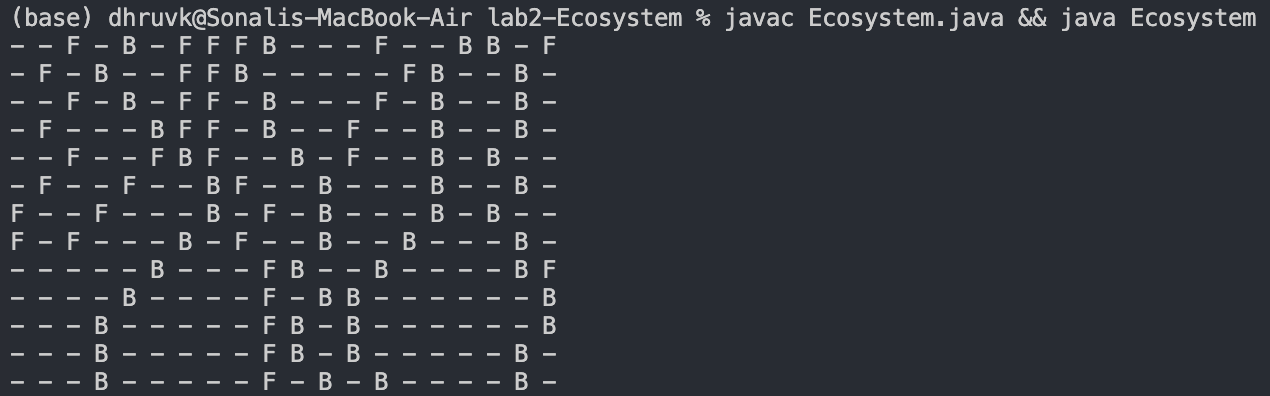 (base) dhruvk@Sonalis-MacBook-Air lab2-Ecosystem % javac Ecosystem.java && java Ecosystem
- - F - B - F F F B - - - F - - B B - F
- F - B - - F F B - - - - - F B - - B -
- - F - B - F F - B - - - F - B - - B -
- F - - - B F F - B - - F - - B - - B -
- - F - - F B F - - B - F - - B - B - -
- F - - F - - B F - - B - - - B - - B -
F - - F - - - B - F - B - - - B - B - -
F - F - - - B - F - - B - - B - - - B -
- - - - - B - - - F B - - B - - - - B F
- - - - B - - - - F - B B - - - - - - B
- - - B - - - - - F B - B - - - - - - B
- - - B - - - - - F B - B - - - - - B -
- - - B - - - - - F - B - B - - - - B -